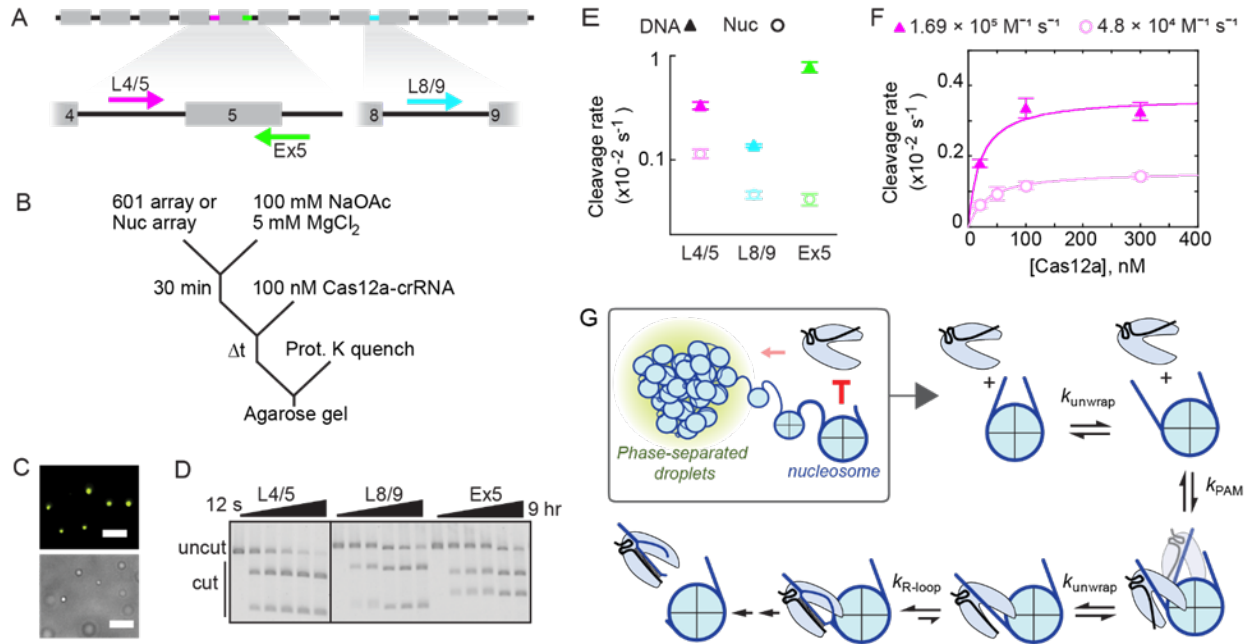 A
L4/5
L8/9
4
5
8
9
Ex5
B
601 array or
Nuc array
100 mM NaOAc
5 mM MgCl₂
30 min
100 nM Cas12a-crRNA
Δt
Prot. K quench
Agarose gel
C
D
L4/5
L8/9
Ex5
12 s
9 hr
uncut
cut
E
DNA ▲ Nuc ○
1
0.1
Cleavage rate
(x10⁻² s⁻¹)
L4/5
L8/9
Ex5
F
▲ 1.69 × 10⁵ M⁻¹ s⁻¹ ○ 4.8 × 10⁴ M⁻¹ s⁻¹
0.4
0.2
0
Cleavage rate
(x10⁻² s⁻¹)
0
100
200
300
400
[Cas12a], nM
G
Phase-separated
droplets
nucleosome
+
+
k_unwrap
k_PAM
k_unwrap
k_R-loop